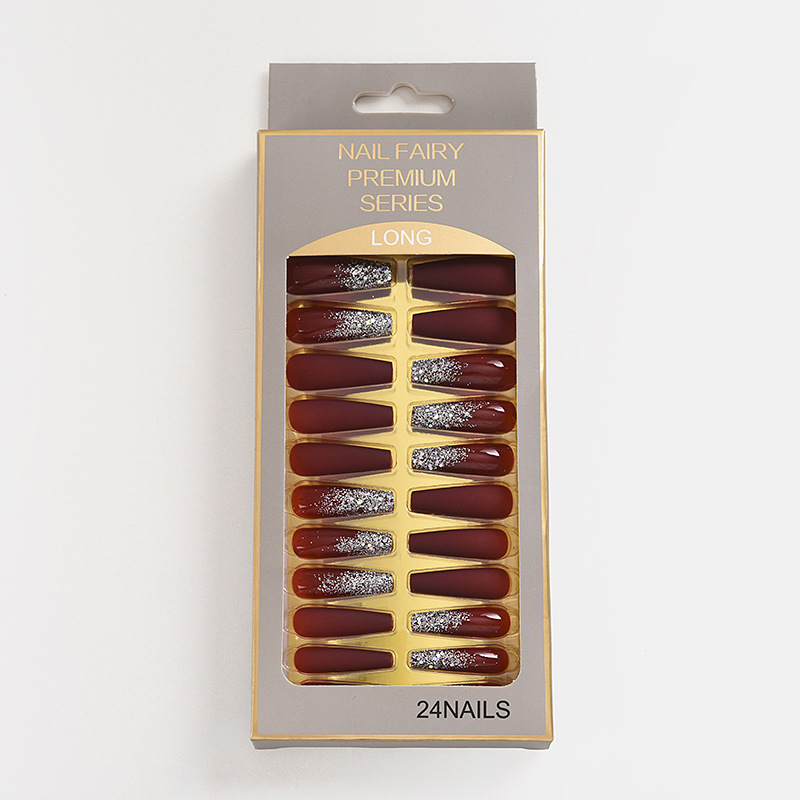 NAIL FAIRY
PREMIUM
SERIES
LONG
24NAILS